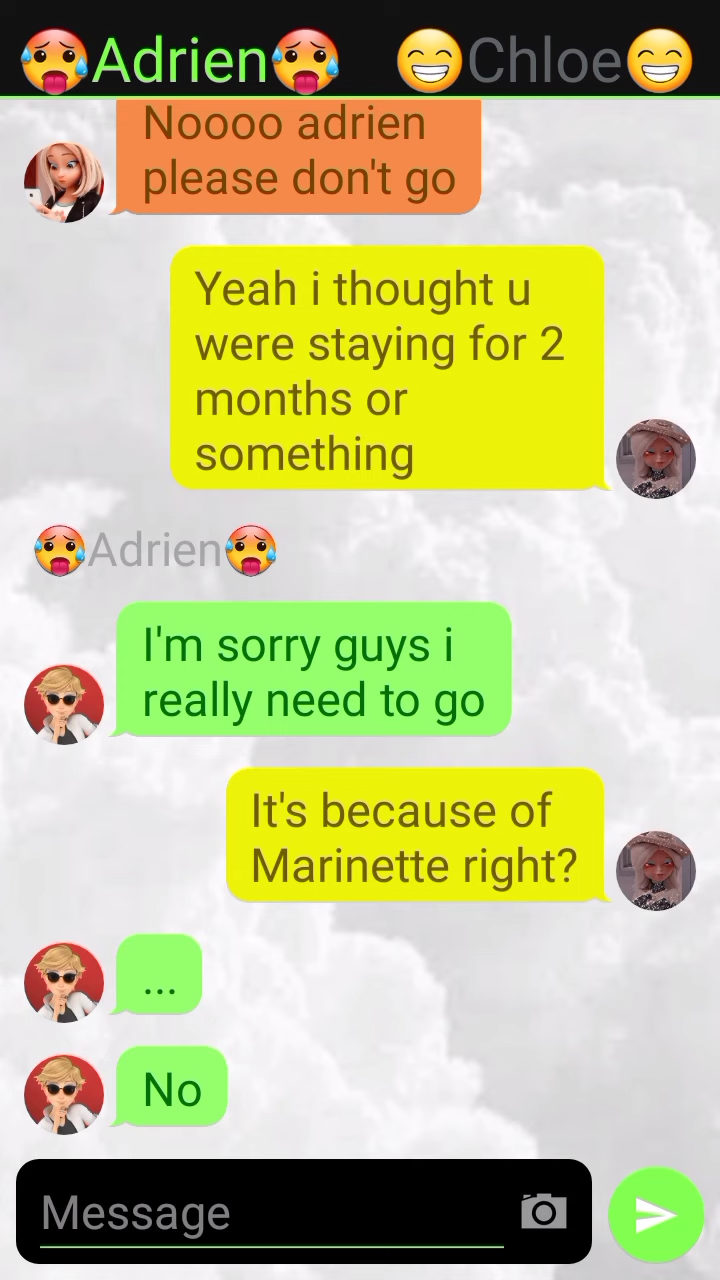 🥵Adrien🥵 😁Chloe😁
Noooo adrien
please don't go
Yeah i thought u
were staying for 2
months or
something
🥵Adrien🥵
I'm sorry guys i
really need to go
It's because of
Marinette right?
...
No
Message